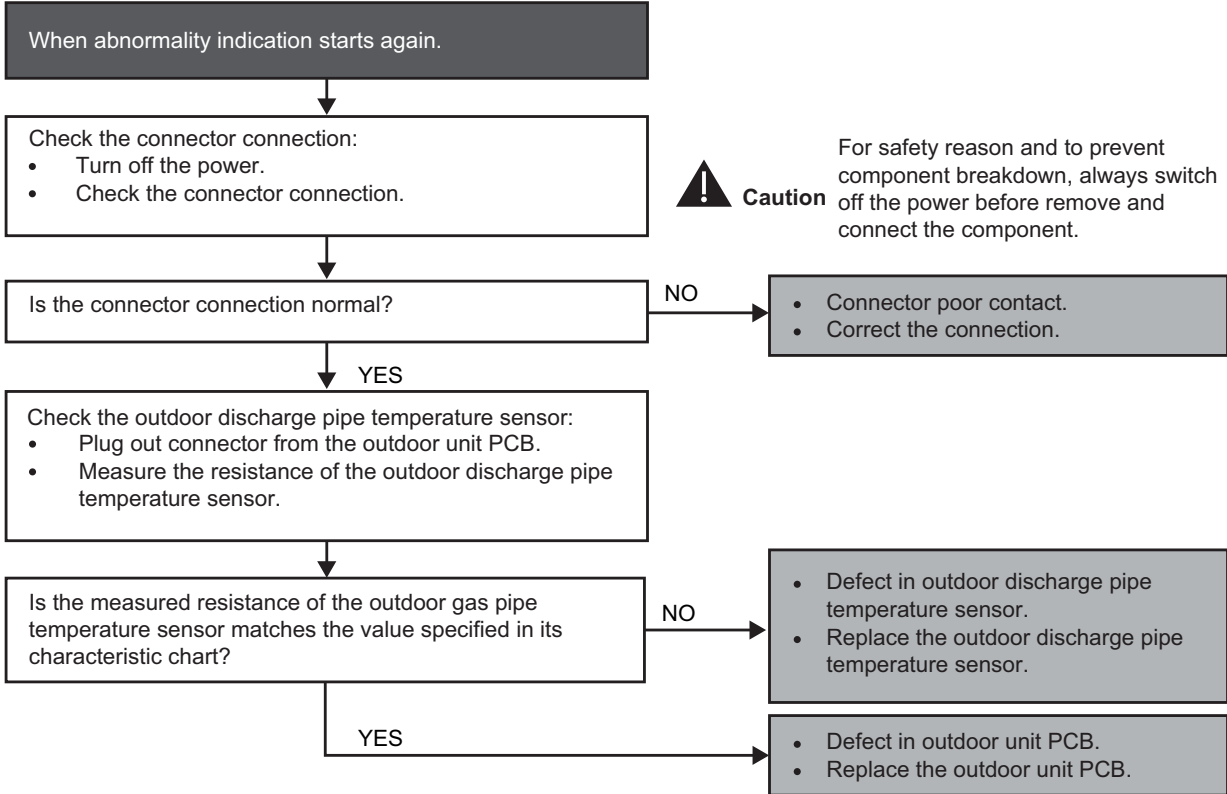 When abnormality indication starts again.
Check the connector connection:
• Turn off the power.
• Check the connector connection.
For safety reason and to prevent
component breakdown, always switch
Caution off the power before remove and
connect the component.
Is the connector connection normal?
NO
• Connector poor contact.
• Correct the connection.
YES
Check the outdoor discharge pipe temperature sensor:
• Plug out connector from the outdoor unit PCB.
• Measure the resistance of the outdoor discharge pipe
temperature sensor.
Is the measured resistance of the outdoor gas pipe
temperature sensor matches the value specified in its
characteristic chart?
NO
• Defect in outdoor discharge pipe
temperature sensor.
• Replace the outdoor discharge pipe
temperature sensor.
YES
• Defect in outdoor unit PCB.
• Replace the outdoor unit PCB.